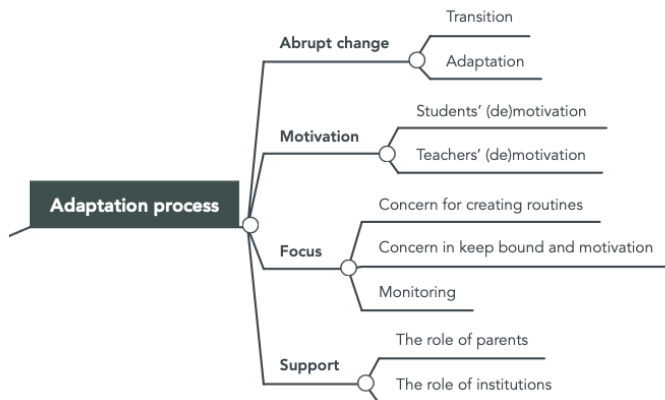 Adaptation process
Abrupt change
Transition
Adaptation
Motivation
Students’ (de)motivation
Teachers’ (de)motivation
Focus
Concern for creating routines
Concern in keep bound and motivation
Monitoring
Support
The role of parents
The role of institutions